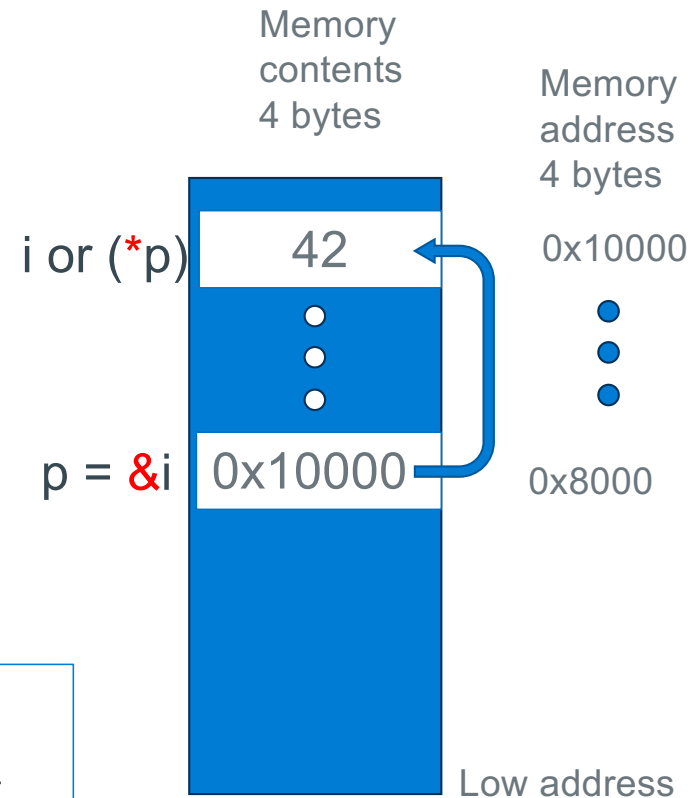 Memory
contents
4 bytes
Memory
address
4 bytes
i or (*p)
42
0x10000
p = &i
0x10000
0x8000
Low address